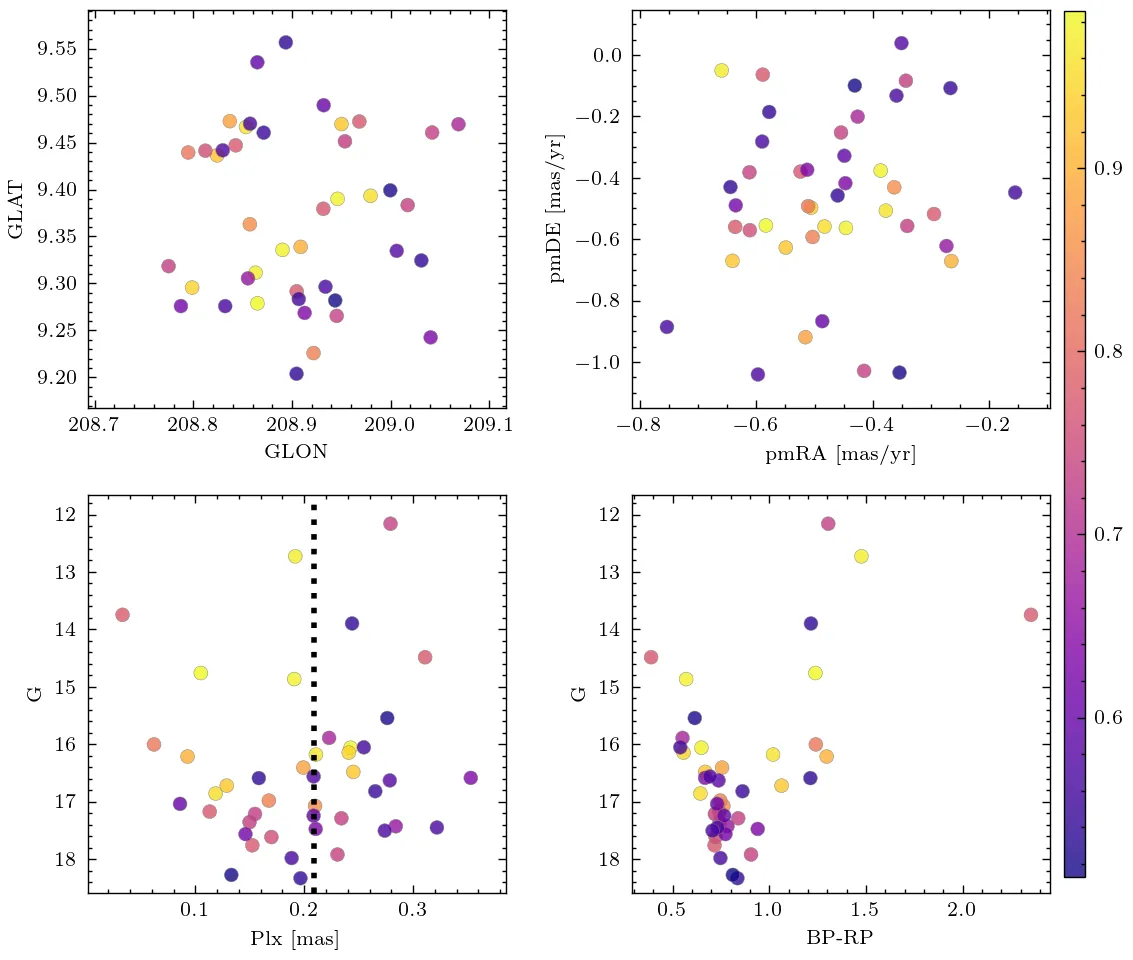 9.55
9.50
9.45
9.40
9.35
9.30
9.25
9.20
GLAT
208.7 208.8 208.9 209.0 209.1
GLON
0.0
−0.2
−0.4
−0.6
−0.8
−1.0
pmDE [mas/yr]
−0.8 −0.6 −0.4 −0.2
pmRA [mas/yr]
0.9
0.8
0.7
0.6
12
13
14
15
16
17
18
G
0.1 0.2 0.3
Plx [mas]
12
13
14
15
16
17
18
G
0.5 1.0 1.5 2.0
BP-RP